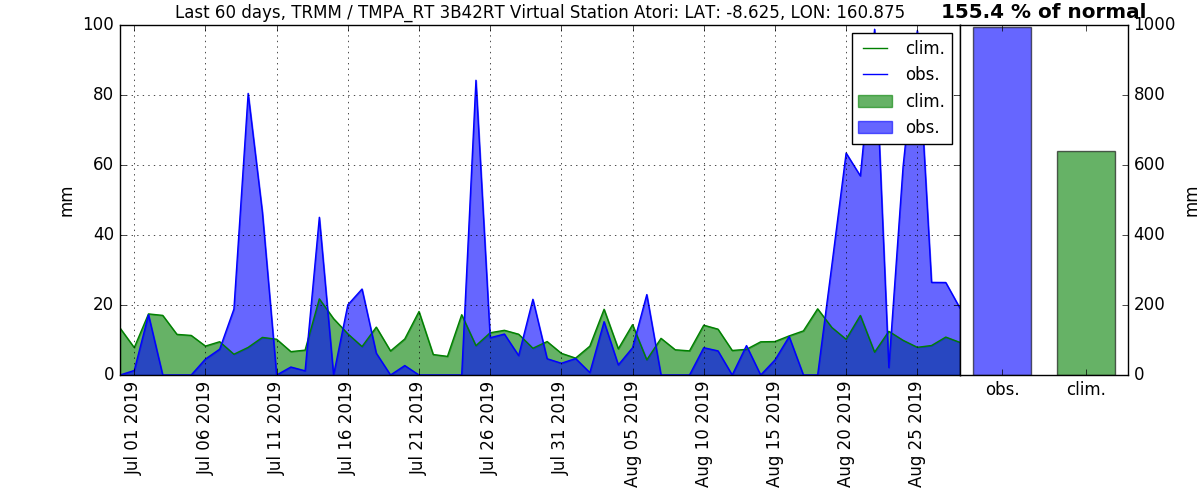 Last 60 days, TRMM / TMPA_RT 3B42RT Virtual Station Atori: LAT: -8.625, LON: 160.875
155.4 % of normal
100
80
60
40
20
0
mm
clim.
obs.
clim.
obs.
1000
800
600
400
200
0
mm
obs.
clim.
Jul 01 2019
Jul 06 2019
Jul 11 2019
Jul 16 2019
Jul 21 2019
Jul 26 2019
Jul 31 2019
Aug 05 2019
Aug 10 2019
Aug 15 2019
Aug 20 2019
Aug 25 2019